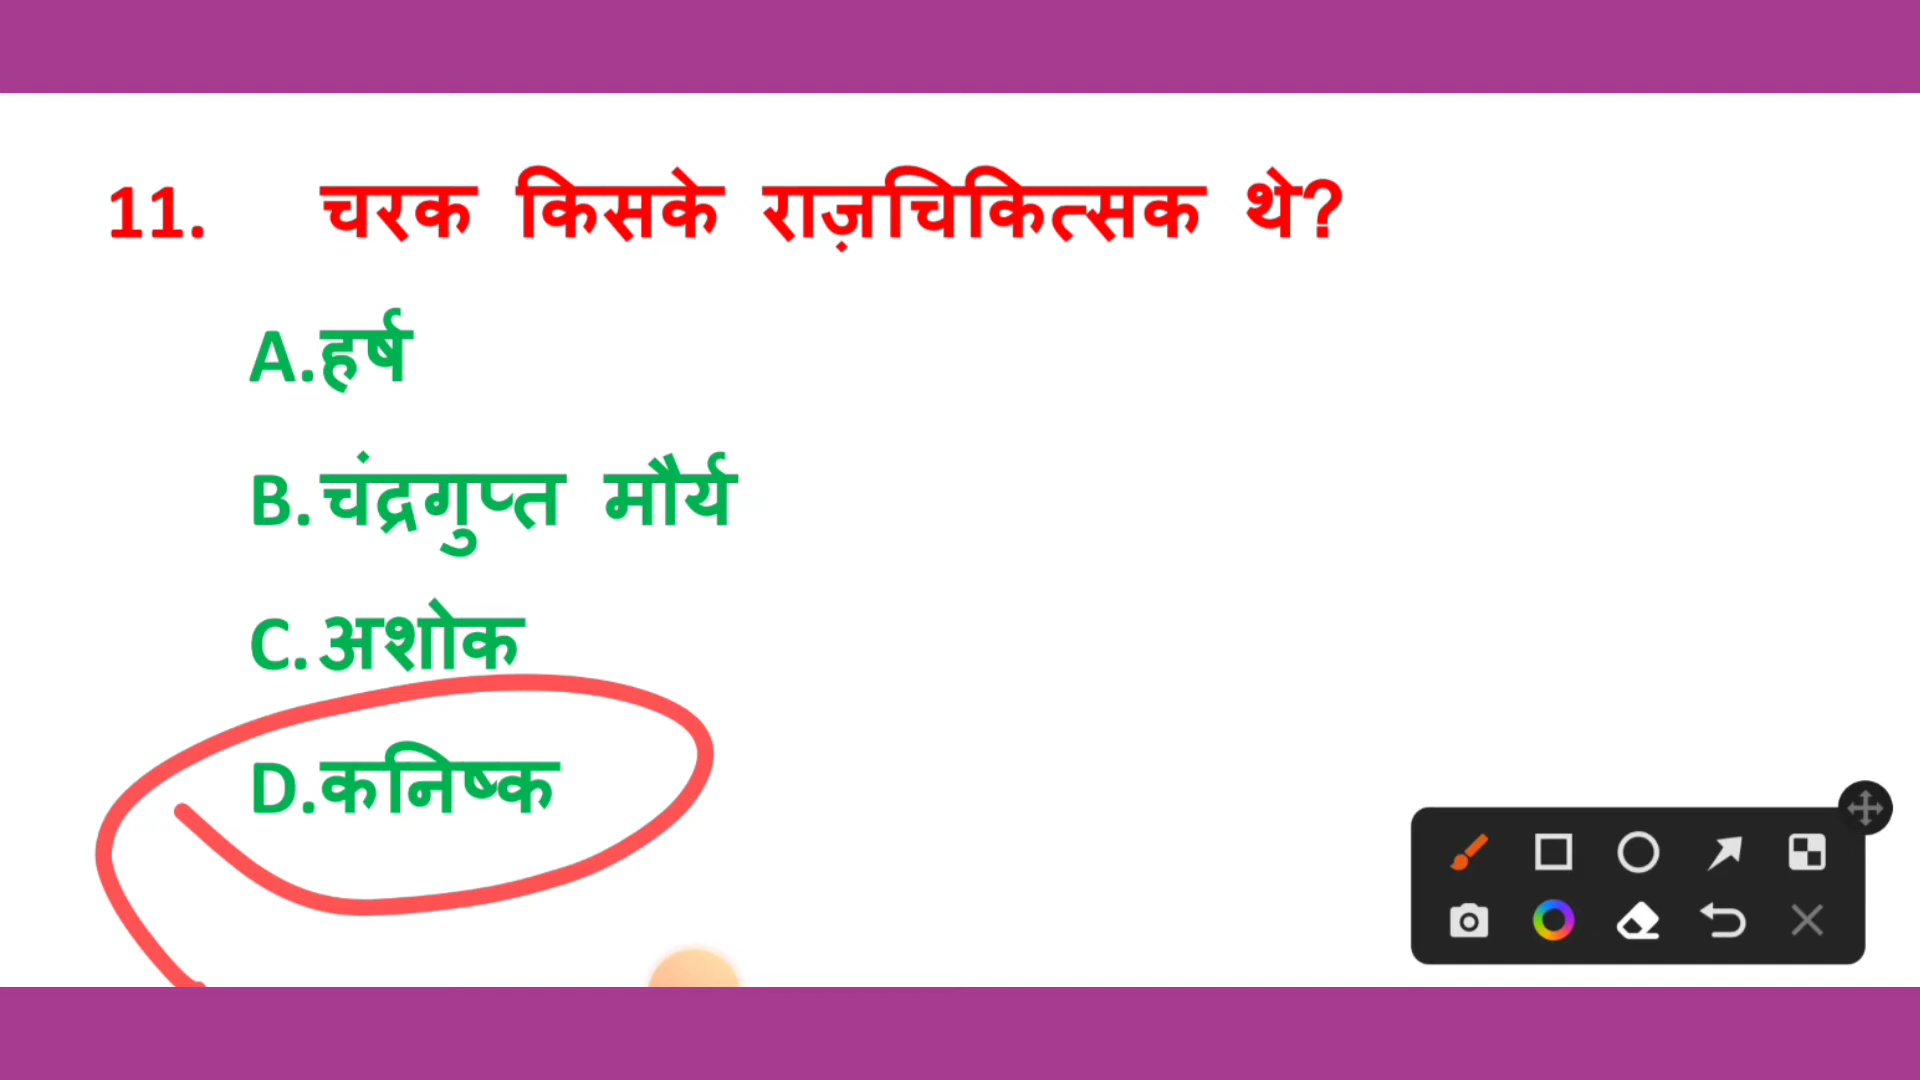 11. चरक किसके राज़चिकित्सक थे?
A.हर्ष
B.चंद्रगुप्त मौर्य
C.अशोक
D.कनिष्क